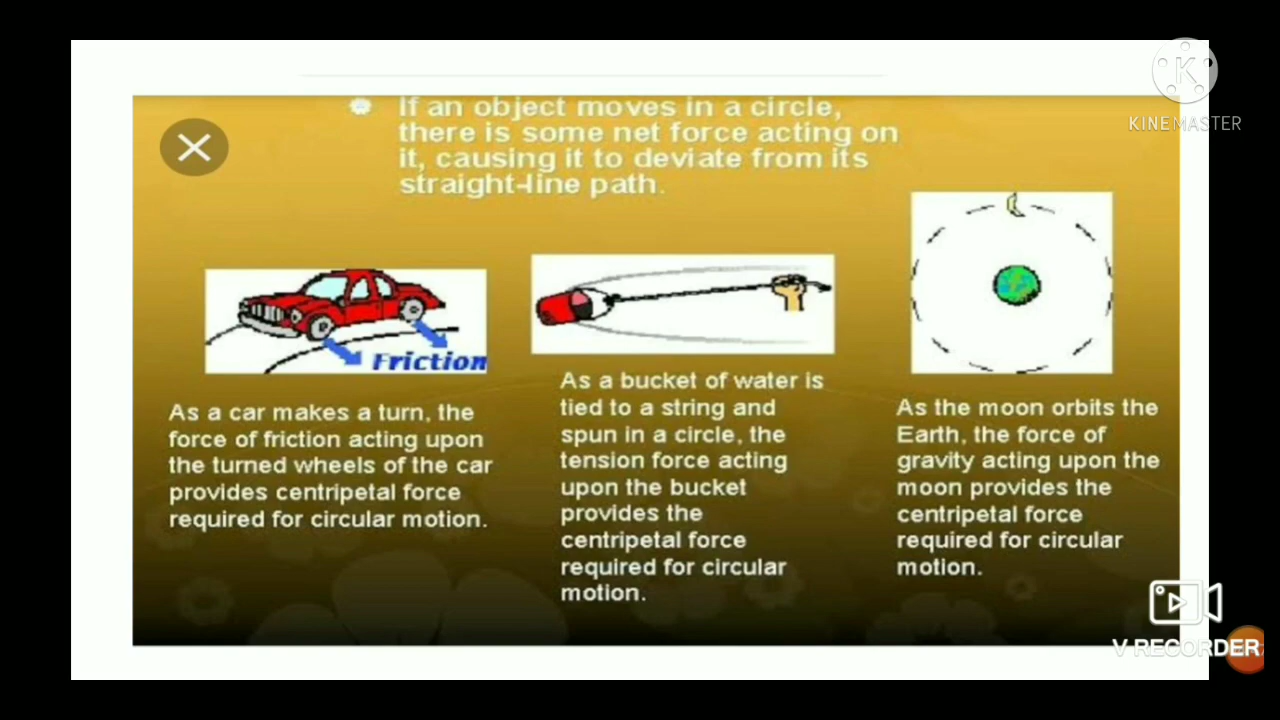 If an object moves in a circle,
there is some net force acting on
it, causing it to deviate from its
straight-line path.
Friction
As a car makes a turn, the
force of friction acting upon
the turned wheels of the car
provides centripetal force
required for circular motion.
As a bucket of water is
tied to a string and
spun in a circle, the
tension force acting
upon the bucket
provides the
centripetal force
required for circular
motion.
As the moon orbits the
Earth, the force of
gravity acting upon the
moon provides the
centripetal force
required for circular
motion.
K
KINEMASTER
V RECORDER